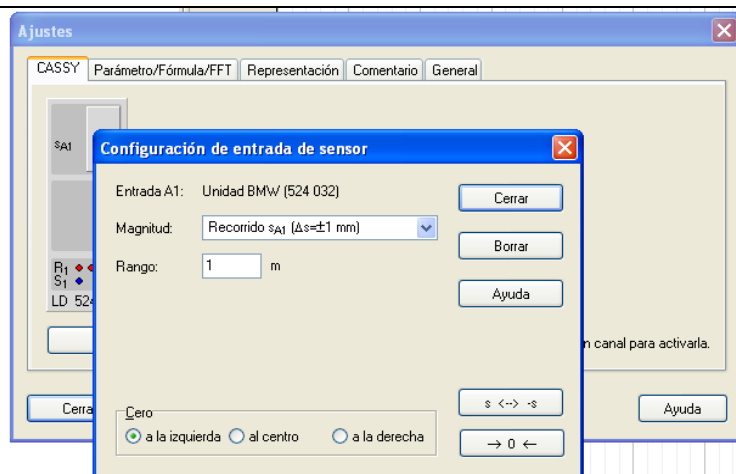 Ajustes
CASSY
Parámetro/Fórmula/FFT
Representación
Comentario
General
sA1
Configuración de entrada de sensor
Entrada A1: Unidad BMW (524 032)
Cerrar
Magnitud: Recorrido sA1 (Δs=±1 mm)
Borrar
Rango: 1 m
Ayuda
R1
S1
LD 524
n canal para activarla.
Cerra
Cero
a la izquierda al centro a la derecha
s <--> -s
→ 0 ←
Ayuda